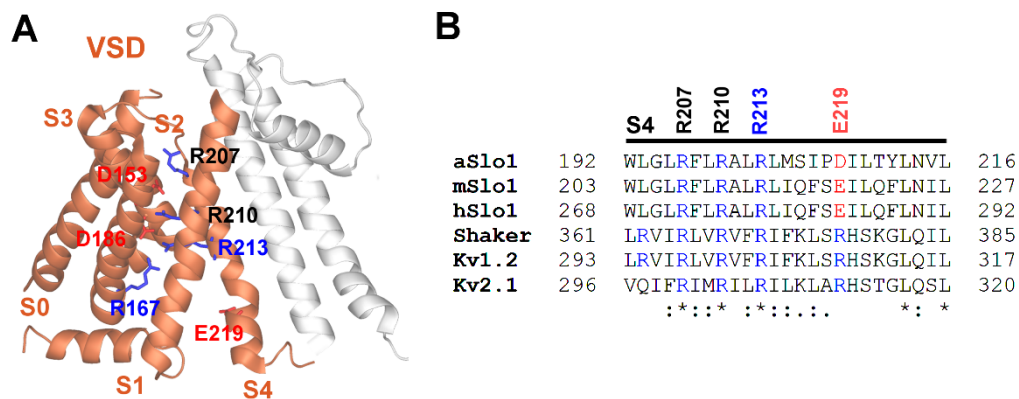 A
VSD
S3
S2
R207
D153
R210
D186
R213
R167
S0
E219
S1
S4
B
S4 R207 R210 R213 E219
aSlo1 192 WLGLRFLRALRLMSIPDILTYLNVL 216
mSlo1 203 WLGLRFLRALRLIQFSEILQFLNIL 227
hSlo1 268 WLGLRFLRALRLIQFSEILQFLNIL 292
Shaker 361 LRVIRLVRVFRIFKLSRHSKGLQIL 385
Kv1.2 293 LRVIRLVRVFRIFKLSRHSKGLQIL 317
Kv2.1 296 VQIFRIMRILRILKLARHSTGLQSL 320
:*::* :*::.:. * *